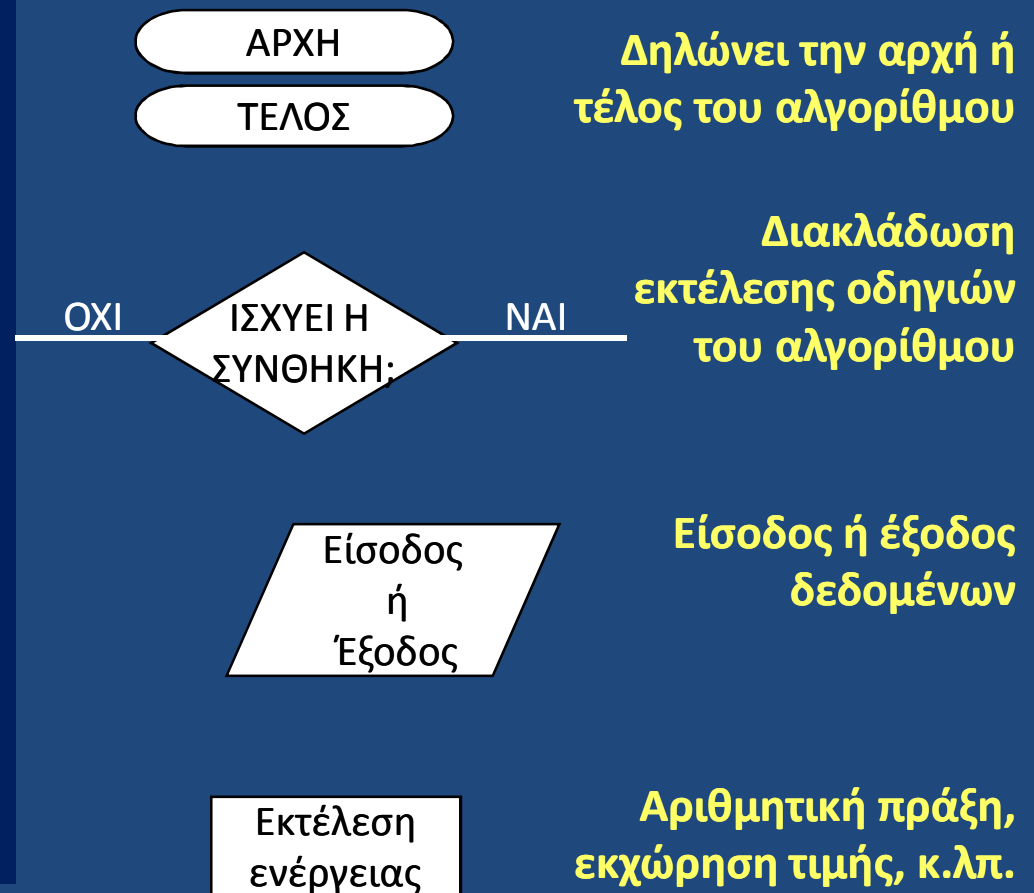 ΑΡΧΗ
Δηλώνει την αρχή ή
τέλος του αλγορίθμου
ΤΕΛΟΣ
Διακλάδωση
εκτέλεσης οδηγιών
του αλγορίθμου
ΟΧΙ
ΙΣΧΥΕΙ Η
ΣΥΝΘΗΚΗ;
ΝΑΙ
Είσοδος
ή
Έξοδος
Είσοδος ή έξοδος
δεδομένων
Εκτέλεση
ενέργειας
Αριθμητική πράξη,
εκχώρηση τιμής, κ.λπ.